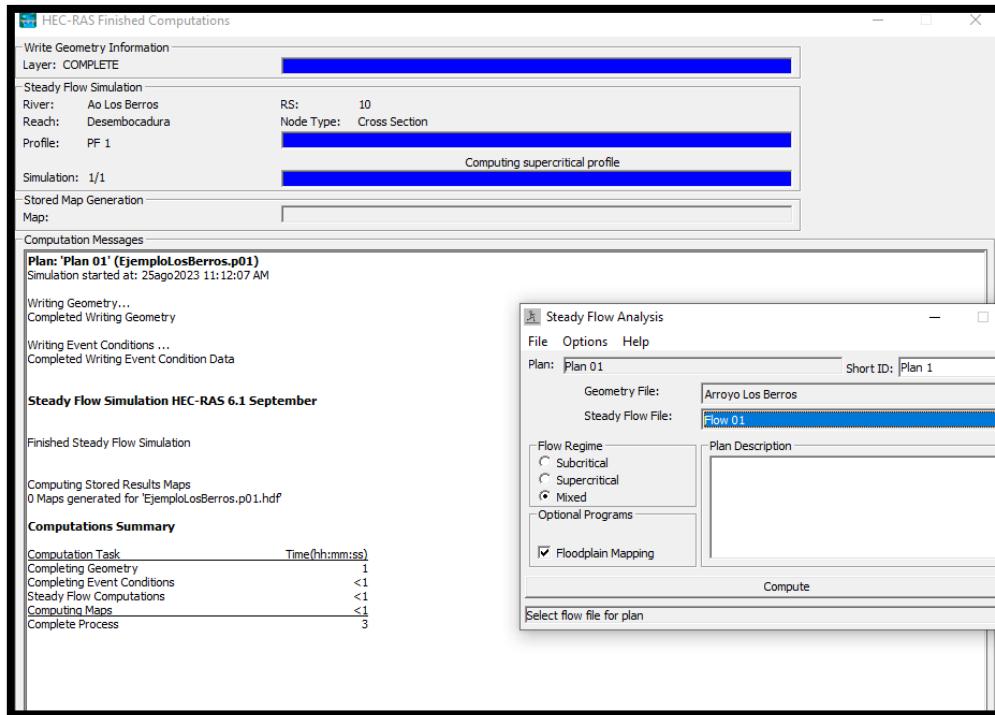 HEC-RAS Finished Computations
Write Geometry Information
Layer: COMPLETE
Steady Flow Simulation
River: Ao Los Berros RS: 10
Reach: Desembocadura Node Type: Cross Section
Profile: PF 1
Computing supercritical profile
Simulation: 1/1
Stored Map Generation
Map:
Computation Messages
Plan: 'Plan 01' (EjemploLosBerros.p01)
Simulation started at: 25ago2023 11:12:07 AM
Writing Geometry...
Completed Writing Geometry
Writing Event Conditions ...
Completed Writing Event Condition Data
Steady Flow Simulation HEC-RAS 6.1 September
Finished Steady Flow Simulation
Computing Stored Results Maps
0 Maps generated for 'EjemploLosBerros.p01.hdf'
Computations Summary
Computation Task Time(hh:mm:ss)
Completing Geometry 1
Completing Event Conditions <1
Steady Flow Computations <1
Computing Maps <1
Complete Process 3
Steady Flow Analysis
File Options Help
Plan: Plan 01 Short ID: Plan 1
Geometry File: Arroyo Los Berros
Steady Flow File: Flow 01
Flow Regime
Subcritical
Supercritical
Mixed
Optional Programs
Floodplain Mapping
Plan Description
Compute
Select flow file for plan